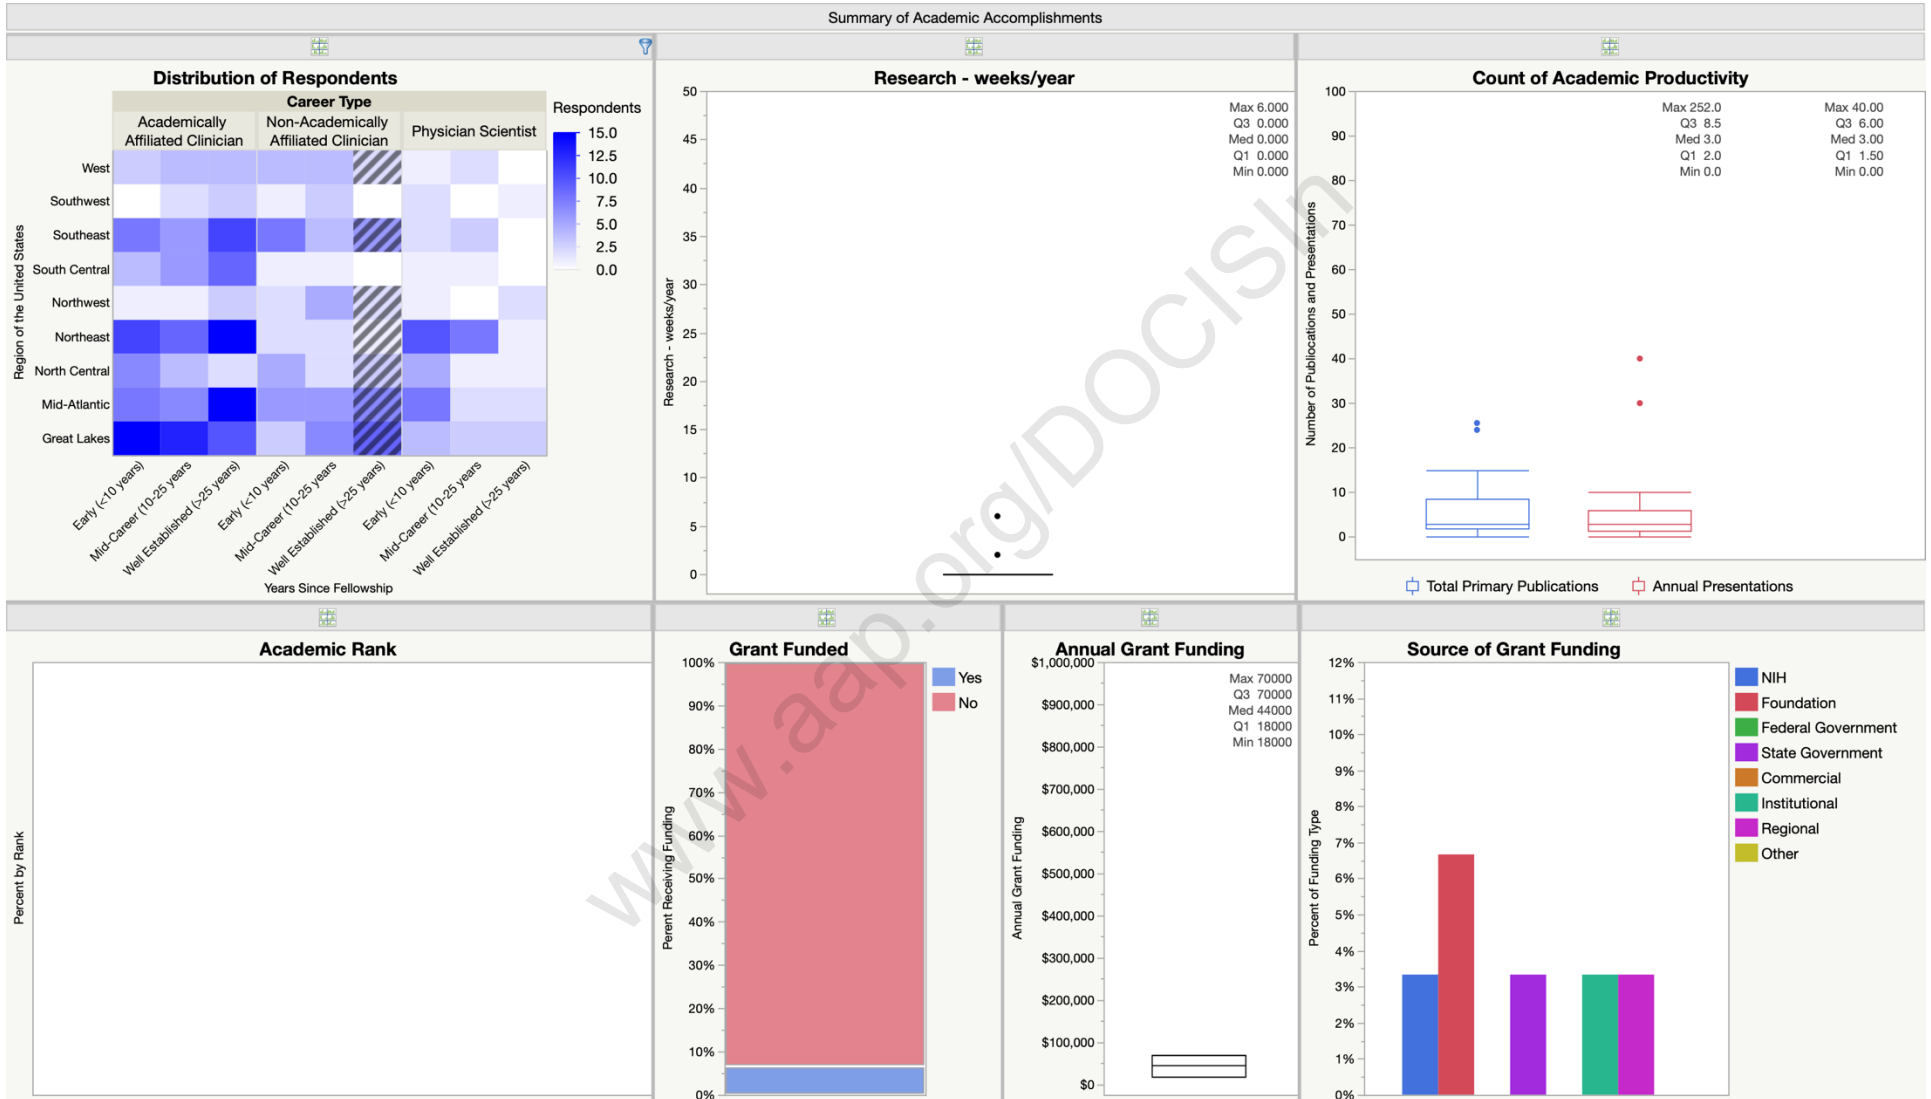 Summary of Academic Accomplishments
Distribution of Respondents
Career Type
Academically
Affiliated Clinician
Non-Academically
Affiliated Clinician
Physician Scientist
Respondents
15.0
12.5
10.0
7.5
5.0
2.5
0.0
Region of the United States
West
Southwest
Southeast
South Central
Northwest
Northeast
North Central
Mid-Atlantic
Great Lakes
Early (<10 years)
Mid-Career (10-25 years
Well Established (>25 years)
Early (<10 years)
Mid-Career (10-25 years
Well Established (>25 years)
Early (<10 years)
Mid-Career (10-25 years
Well Established (>25 years)
Years Since Fellowship
Research - weeks/year
Research - weeks/year
50
45
40
35
30
25
20
15
10
5
0
Max 6.000
Q3 0.000
Med 0.000
Q1 0.000
Min 0.000
Count of Academic Productivity
Number of Publiocations and Presentations
100
90
80
70
60
50
40
30
20
10
0
Max 252.0
Q3 8.5
Med 3.0
Q1 2.0
Min 0.0
Max 40.00
Q3 6.00
Med 3.00
Q1 1.50
Min 0.00
Total Primary Publications
Annual Presentations
Academic Rank
Percent by Rank
Grant Funded
Perent Receiving Funding
100%
90%
80%
70%
60%
50%
40%
30%
20%
10%
0%
Yes
No
Annual Grant Funding
Annual Grant Funding
$1,000,000
$900,000
$800,000
$700,000
$600,000
$500,000
$400,000
$300,000
$200,000
$100,000
$0
Max 70000
Q3 70000
Med 44000
Q1 18000
Min 18000
Source of Grant Funding
Percent of Funding Type
12%
11%
10%
9%
8%
7%
6%
5%
4%
3%
2%
1%
0%
NIH
Foundation
Federal Government
State Government
Commercial
Institutional
Regional
Other
www.aap.org/DOCISIn